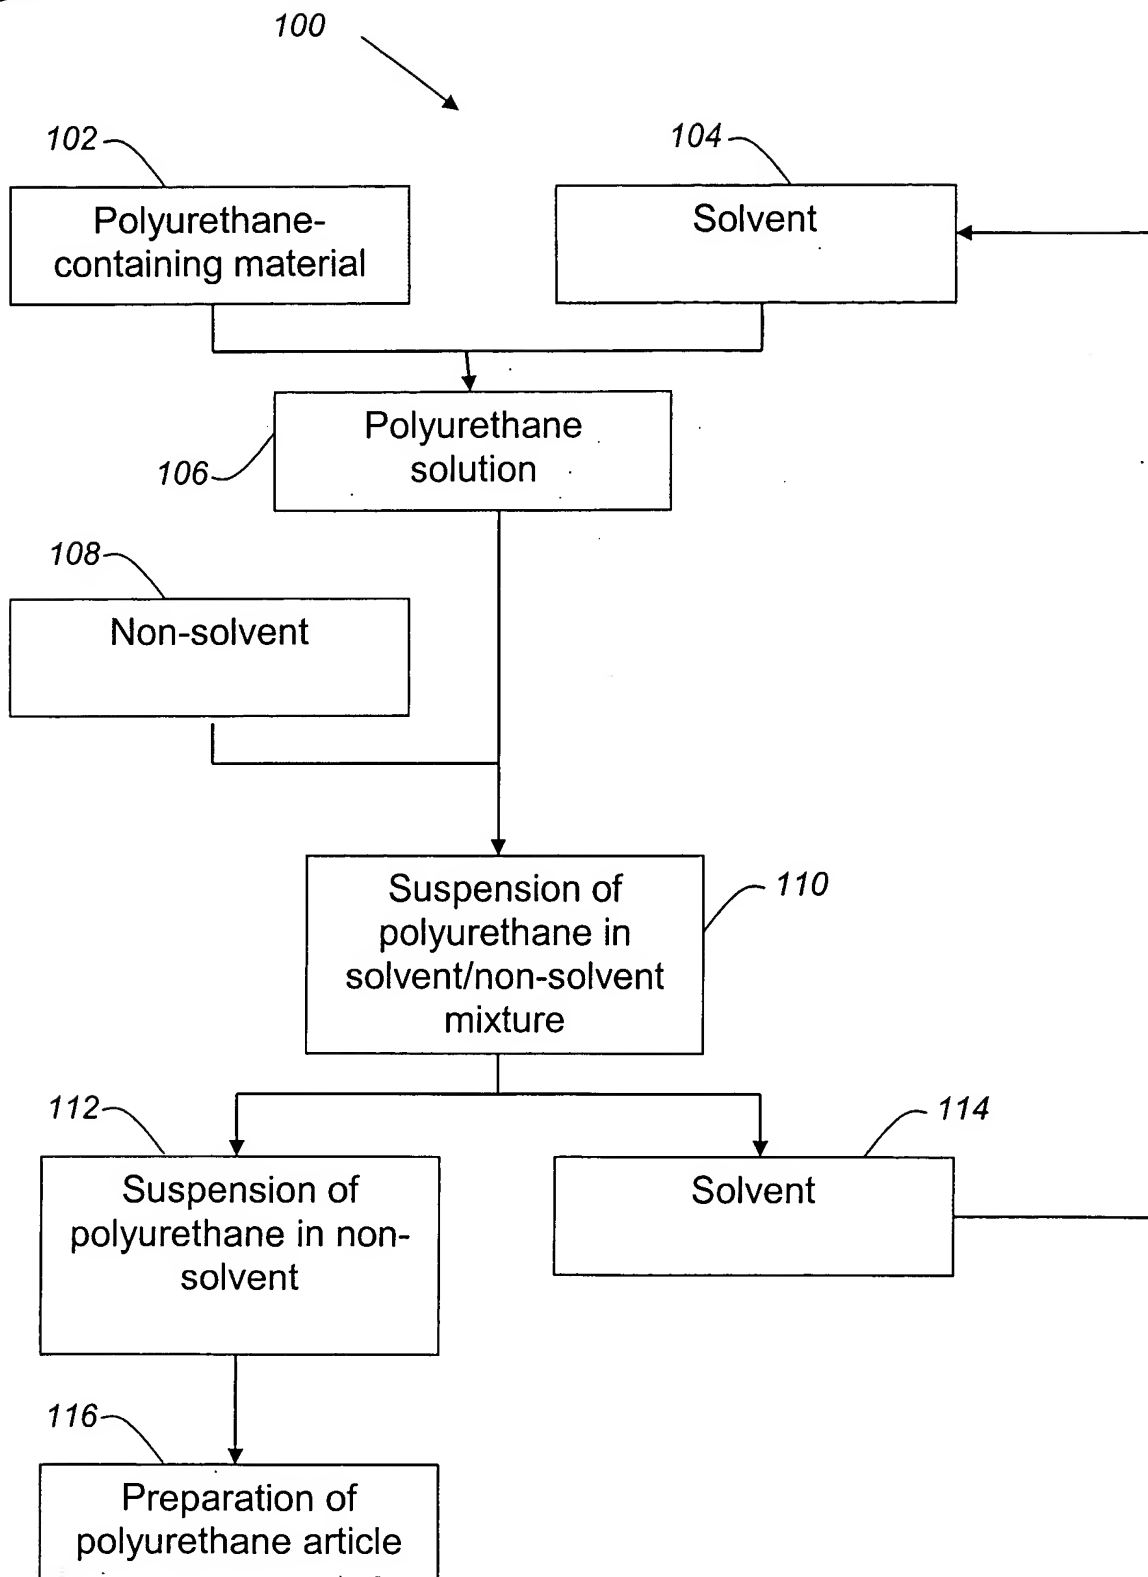 100
102
104
Polyurethane-
containing material
Solvent
Polyurethane
solution
106
108
Non-solvent
Suspension of
polyurethane in
solvent/non-solvent
mixture
110
112
114
Suspension of
polyurethane in non-
solvent
Solvent
116
Preparation of
polyurethane article